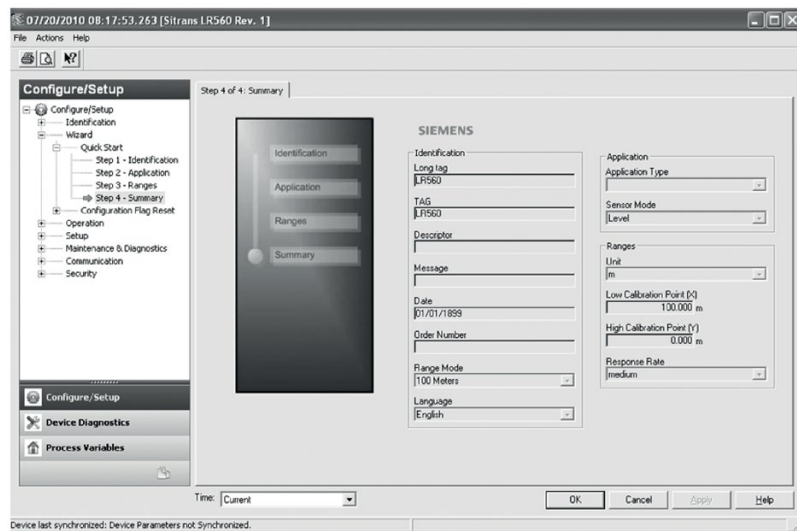 07/20/2010 08:17:53.263 [Sitrans LR560 Rev. 1]
File Actions Help
Configure/Setup
Configure/Setup
Identification
Wizard
Quick Start
Step 1 - Identification
Step 2 - Application
Step 3 - Ranges
Step 4 - Summary
Configuration Flag Reset
Operation
Setup
Maintenance & Diagnostics
Communication
Security
Configure/Setup
Device Diagnostics
Process Variables
Step 4 of 4: Summary
Identification
Application
Ranges
Summary
SIEMENS
Identification
Long tag
LR560
TAG
LR560
Descriptor
Message
Date
01/01/1899
Order Number
Range Mode
100 Meters
Language
English
Application
Application Type
Sensor Mode
Level
Ranges
Unit
m
Low Calibration Point (X)
100.000 m
High Calibration Point (Y)
0.000 m
Response Rate
medium
Time: Current
OK Cancel Apply Help
Device last synchronized: Device Parameters not Synchronized.